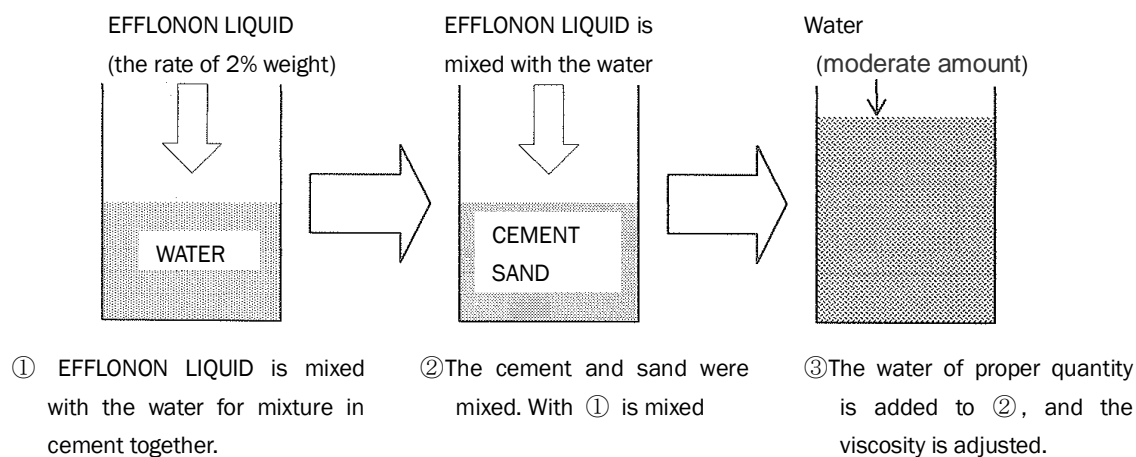 EFFLONON LIQUID
(the rate of 2% weight)
EFFLONON LIQUID is
mixed with the water
Water
(moderate amount)
WATER
CEMENT
SAND
① EFFLONON LIQUID is mixed
with the water for mixture in
cement together.
②The cement and sand were
mixed. With ① is mixed
③The water of proper quantity
is added to ②, and the
viscosity is adjusted.